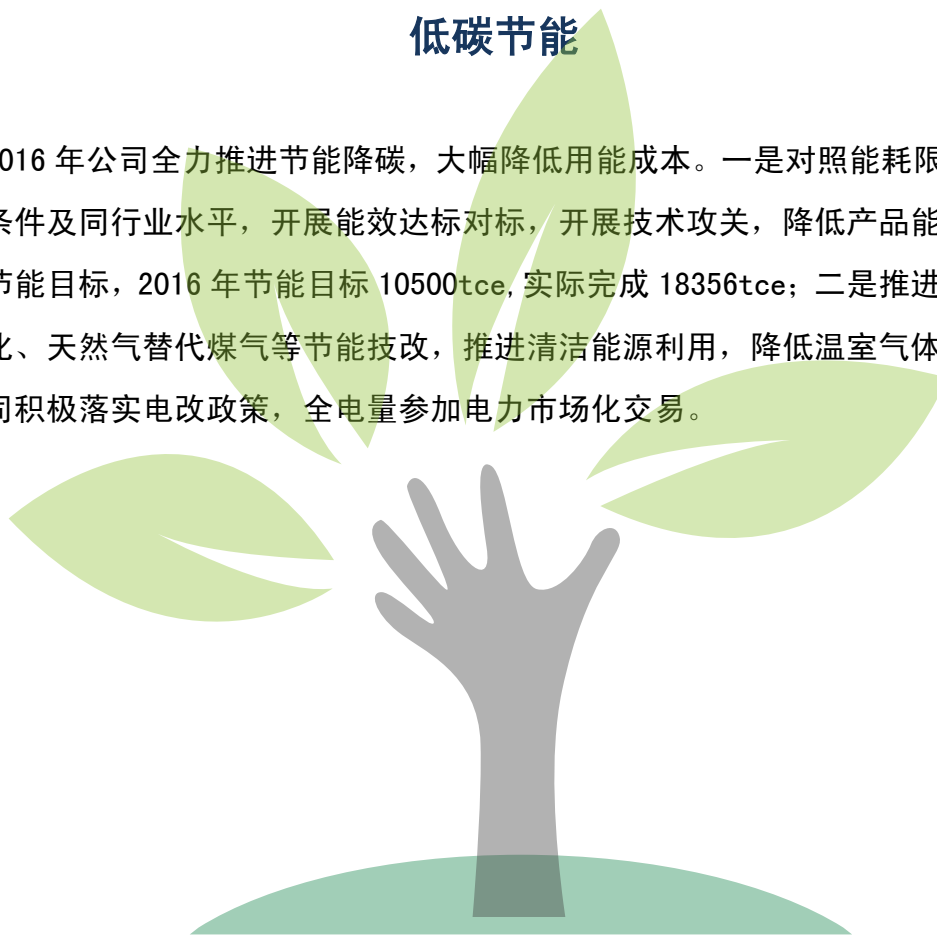 低碳节能
016 年公司全力推进节能降碳，大幅降低用能成本。一是对照能耗限
条件及同行业水平，开展能效达标对标，开展技术攻关，降低产品能
节能目标，2016 年节能目标 10500tce,实际完成 18356tce；二是推进
化、天然气替代煤气等节能技改，推进清洁能源利用，降低温室气体
司积极落实电改政策，全电量参加电力市场化交易。